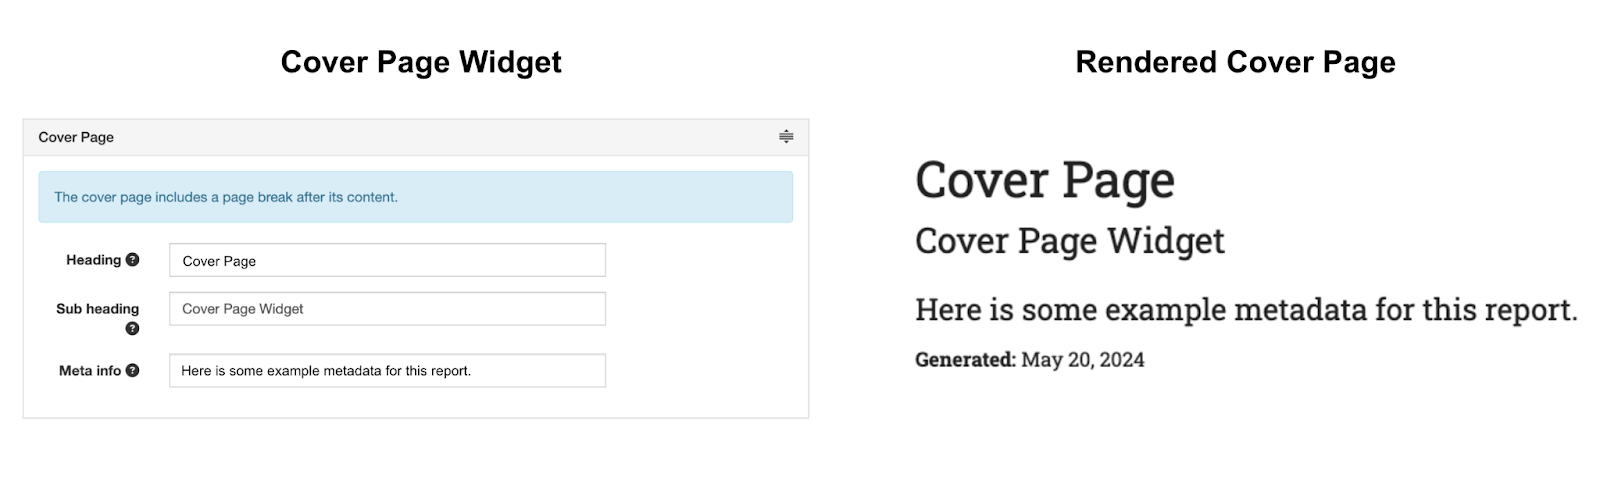 Cover Page Widget
Cover Page
The cover page includes a page break after its content.
Heading ?
Cover Page
Sub heading
?
Cover Page Widget
Meta info ?
Here is some example metadata for this report.
Rendered Cover Page
Cover Page
Cover Page Widget
Here is some example metadata for this report.
Generated: May 20, 2024